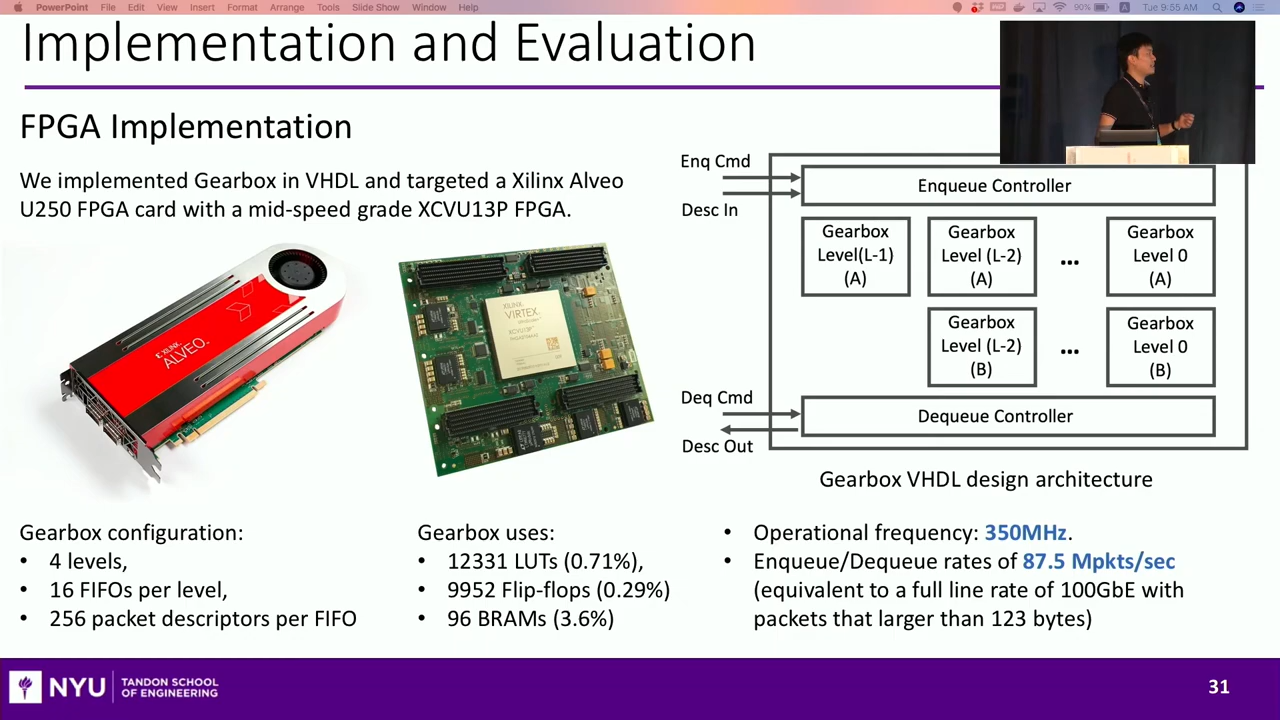 PowerPoint File Edit View Insert Format Arrange Tools Slide Show Window Help
90% Tue 9:55 AM
Implementation and Evaluation
FPGA Implementation
We implemented Gearbox in VHDL and targeted a Xilinx Alveo
U250 FPGA card with a mid-speed grade XCVU13P FPGA.
XILINX
ALVEO
XILINX
VIRTEX
XCVU13P
Enq Cmd
Desc In
Enqueue Controller
Gearbox
Level(L-1)
(A)
Gearbox
Level (L-2)
(A)
...
Gearbox
Level 0
(A)
Gearbox
Level (L-2)
(B)
...
Gearbox
Level 0
(B)
Deq Cmd
Desc Out
Dequeue Controller
Gearbox VHDL design architecture
Gearbox configuration:
• 4 levels,
• 16 FIFOs per level,
• 256 packet descriptors per FIFO
Gearbox uses:
• 12331 LUTs (0.71%),
• 9952 Flip-flops (0.29%)
• 96 BRAMs (3.6%)
• Operational frequency: 350MHz.
• Enqueue/Dequeue rates of 87.5 Mpkts/sec
(equivalent to a full line rate of 100GbE with
packets that larger than 123 bytes)
NYU
TANDON SCHOOL
OF ENGINEERING
31